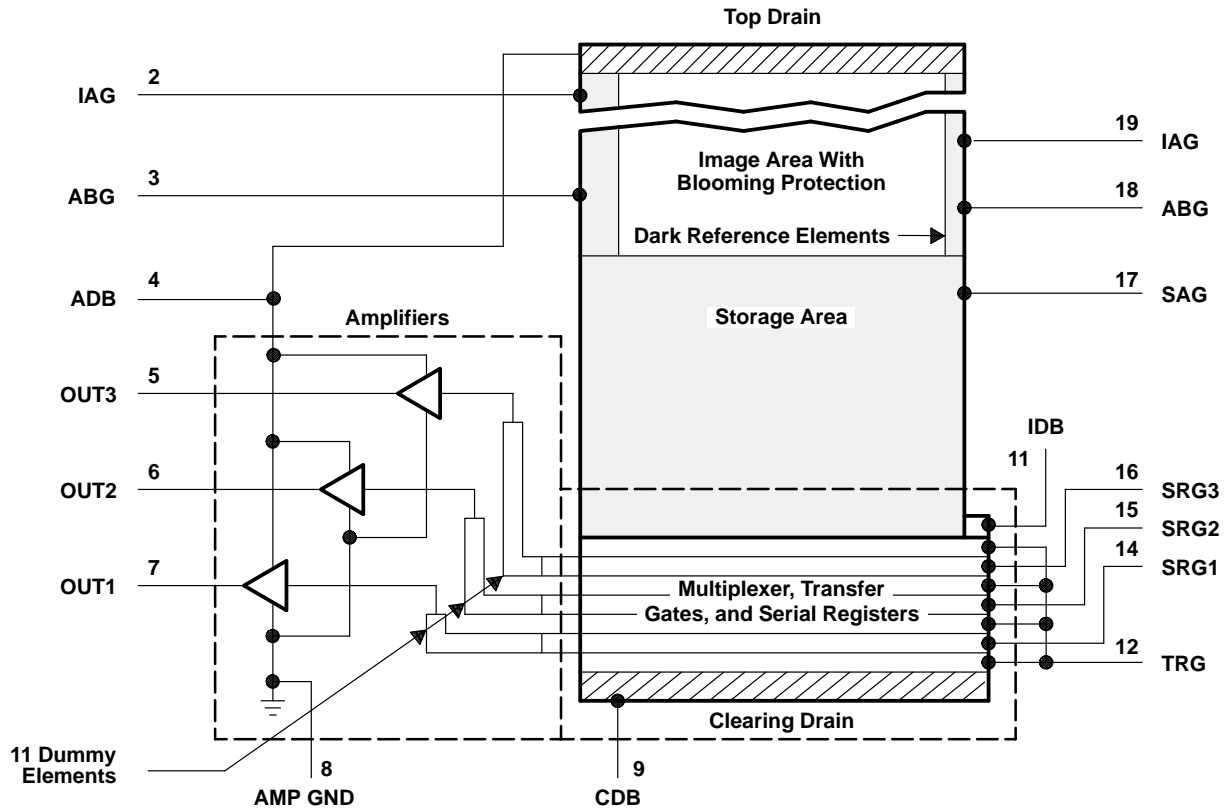 Top Drain
2
IAG
19
IAG
Image Area With
Blooming Protection
3
ABG
18
ABG
Dark Reference Elements
4
ADB
17
SAG
Storage Area
Amplifiers
5
OUT3
IDB
11
6
OUT2
16
SRG3
15
SRG2
7
OUT1
14
SRG1
Multiplexer, Transfer
Gates, and Serial Registers
12
TRG
Clearing Drain
11 Dummy
Elements
8
AMP GND
9
CDB